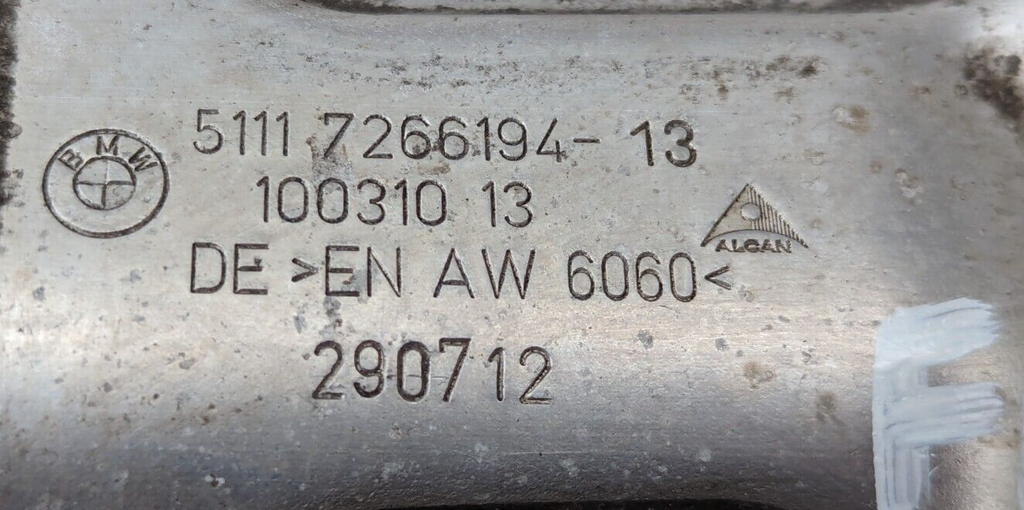 BMW
5111 7266194- 13
100310 13
ALCAN
DE >EN AW 6060<
290712